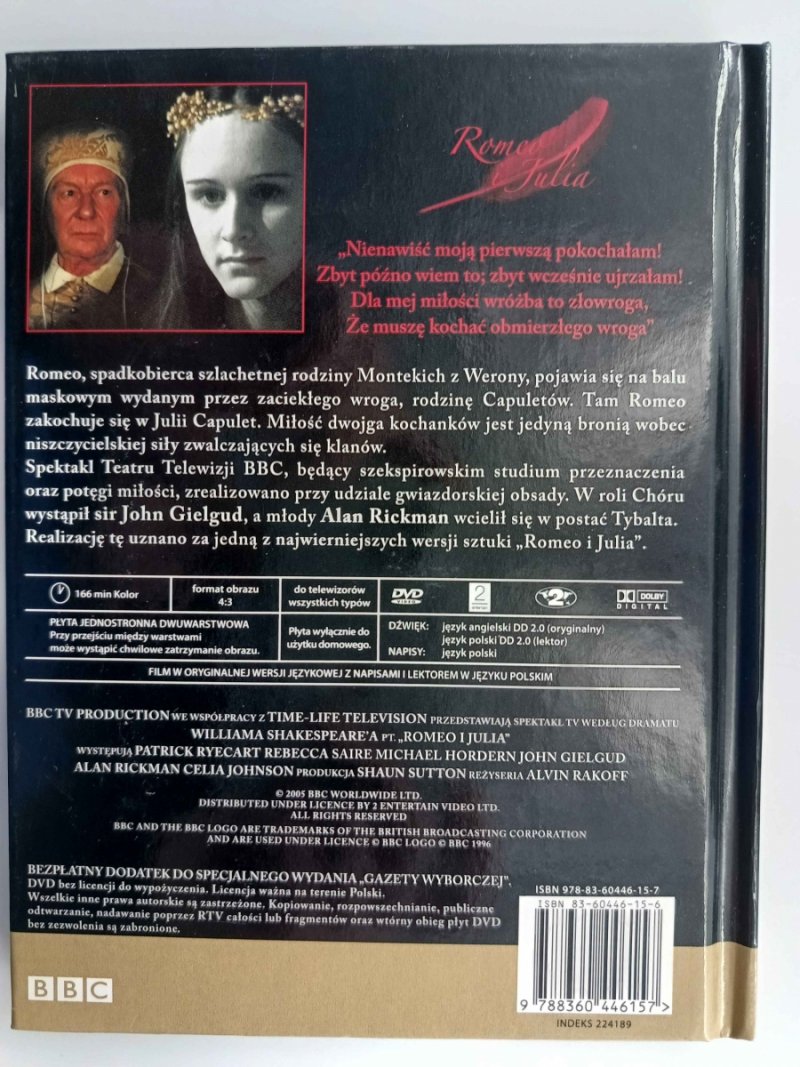 Romeo
i Julia
„Nienawiść moją pierwszą pokochałam!
Zbyt późno wiem to; zbyt wcześnie ujrzałam!
Dla mej miłości wróżba to złowroga,
Że muszę kochać obmierzłego wroga”
Romeo, spadkobierca szlachetnej rodziny Montekich z Werony, pojawia się na balu
maskowym wydanym przez zaciekłego wroga, rodzinę Capuletów. Tam Romeo
zakochuje się w Julii Capulet. Miłość dwojga kochanków jest jedyną bronią wobec
niszczycielskiej siły zwalczających się klanów.
Spektakl Teatru Telewizji BBC, będący szekspirowskim studium przeznaczenia
oraz potęgi miłości, zrealizowano przy udziale gwiazdorskiej obsady. W roli Chóru
wystąpił sir John Gielgud, a młody Alan Rickman wcielił się w postać Tybalta.
Realizację tę uznano za jedną z najwierniejszych wersji sztuki „Romeo i Julia”.
166 min Kolor
format obrazu
4:3
do telewizorów
wszystkich typów
DVD
VIDEO
2
2
DOLBY
DIGITAL
PŁYTA JEDNOSTRONNA DWUWARSTWOWA
Przy przejściu między warstwami
może wystąpić chwilowe zatrzymanie obrazu.
Płyta wyłącznie do
użytku domowego.
DŹWIĘK: język angielski DD 2.0 (oryginalny)
język polski DD 2.0 (lektor)
NAPISY: język polski
FILM W ORYGINALNEJ WERSJI JĘZYKOWEJ Z NAPISAMI I LEKTOREM W JĘZYKU POLSKIM
BBC TV PRODUCTION WE WSPÓŁPRACY Z TIME-LIFE TELEVISION PRZEDSTAWIAJĄ SPEKTAKL TV WEDŁUG DRAMATU
WILLIAMA SHAKESPEARE'A PT. „ROMEO I JULIA”
WYSTĘPUJĄ PATRICK RYECART REBECCA SAIRE MICHAEL HORDERN JOHN GIELGUD
ALAN RICKMAN CELIA JOHNSON PRODUKCJA SHAUN SUTTON REŻYSERIA ALVIN RAKOFF
© 2005 BBC WORLDWIDE LTD.
DISTRIBUTED UNDER LICENCE BY 2 ENTERTAIN VIDEO LTD.
ALL RIGHTS RESERVED
BBC AND THE BBC LOGO ARE TRADEMARKS OF THE BRITISH BROADCASTING CORPORATION
AND ARE USED UNDER LICENCE © BBC LOGO © BBC 1996
BEZPŁATNY DODATEK DO SPECJALNEGO WYDANIA „GAZETY WYBORCZEJ”.
DVD bez licencji do wypożyczenia. Licencja ważna na terenie Polski.
Wszelkie inne prawa autorskie są zastrzeżone. Kopiowanie, rozpowszechnianie, publiczne
odtwarzanie, nadawanie poprzez RTV całości lub fragmentów oraz wtórny obieg płyt DVD
bez zezwolenia są zabronione.
ISBN 978-83-60446-15-7
ISBN 83-60446-15-6
9 788360 446157 >
INDEKS 224189
BBC